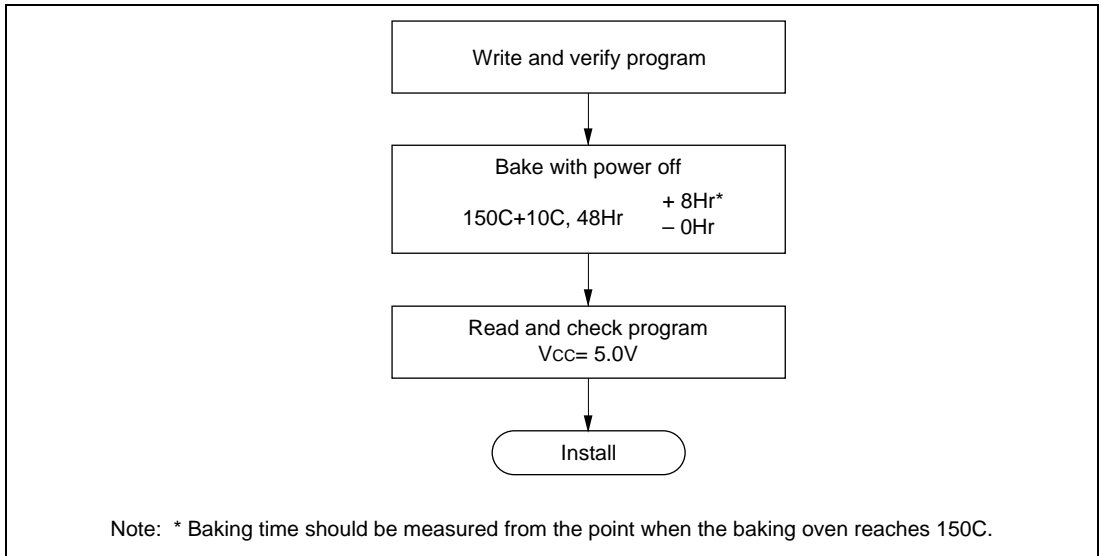 Write and verify program
Bake with power off
150C+10C, 48Hr + 8Hr*
– 0Hr
Read and check program
VCC= 5.0V
Install
Note: * Baking time should be measured from the point when the baking oven reaches 150C.